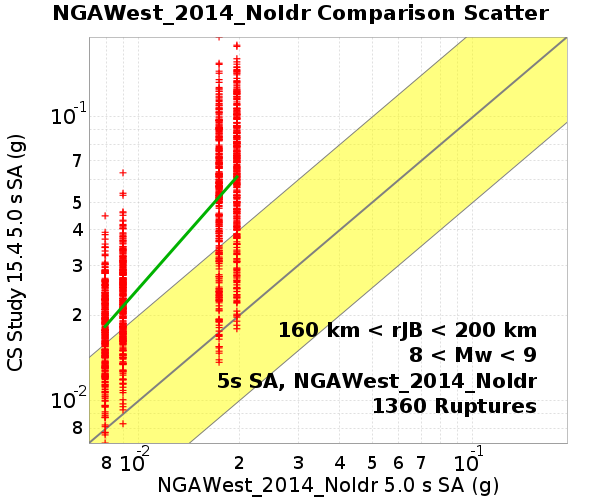 NGAWest_2014_NoIdr Comparison Scatter
CS Study 15.4 5.0 s SA (g)
10-1
7
5
4
3
2
10-2
8
160 km < rJB < 200 km
8 < Mw < 9
5s SA, NGAWest_2014_NoIdr
1360 Ruptures
8 10-2 2 3 4 5 6 7 10-1
NGAWest_2014_NoIdr 5.0 s SA (g)